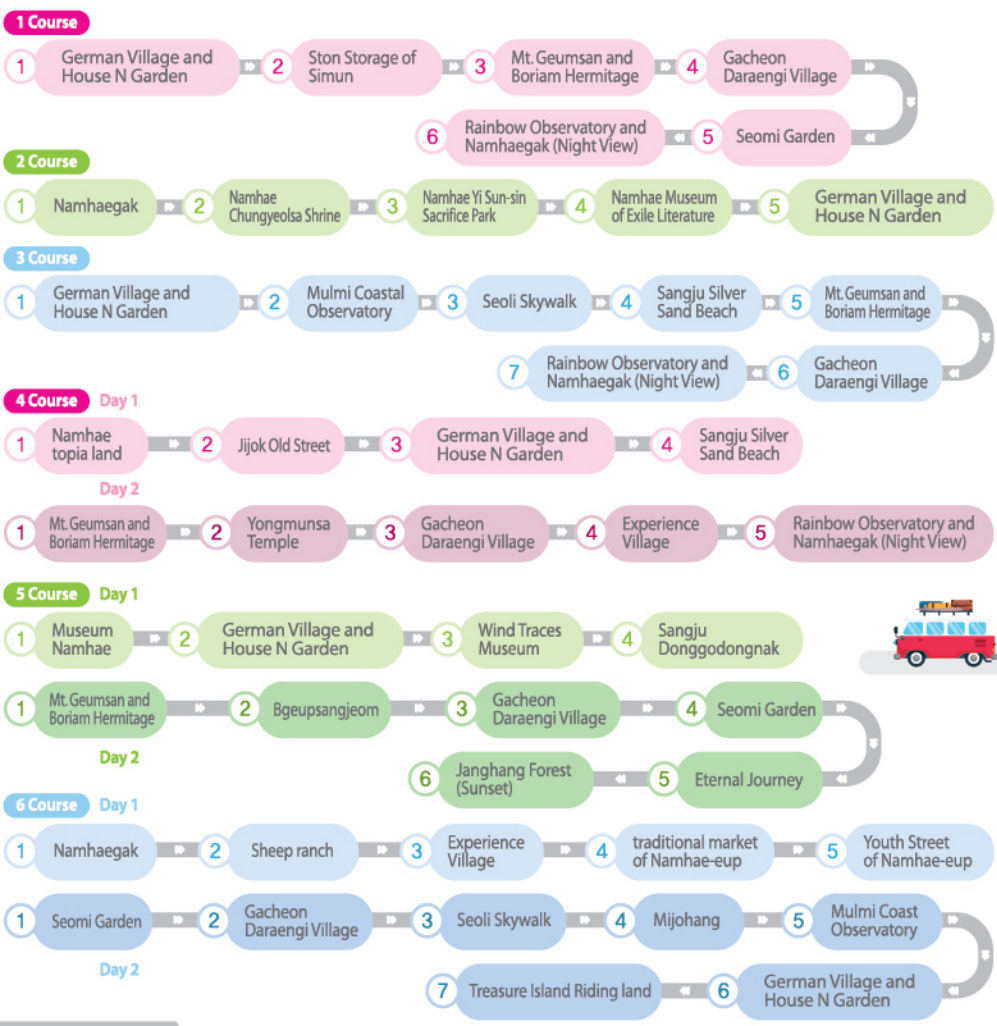 1 Course
1
German Village and
House N Garden
2
Ston Storage of
Simun
3
Mt. Geumsan and
Boriam Hermitage
4
Gacheon
Daraengi Village
5
Seomi Garden
6
Rainbow Observatory and
Namhaegak (Night View)
2 Course
1
Namhaegak
2
Namhae
Chungyeolsa Shrine
3
Namhae Yi Sun-sin
Sacrifice Park
4
Namhae Museum
of Exile Literature
5
German Village and
House N Garden
3 Course
1
German Village and
House N Garden
2
Mulmi Coastal
Observatory
3
Seoli Skywalk
4
Sangju Silver
Sand Beach
5
Mt. Geumsan and
Boriam Hermitage
6
Gacheon
Daraengi Village
7
Rainbow Observatory and
Namhaegak (Night View)
4 Course Day 1
1
Namhae
topia land
2
Jijok Old Street
3
German Village and
House N Garden
4
Sangju Silver
Sand Beach
Day 2
1
Mt. Geumsan and
Boriam Hermitage
2
Yongmunsa
Temple
3
Gacheon
Daraengi Village
4
Experience
Village
5
Rainbow Observatory and
Namhaegak (Night View)
5 Course Day 1
1
Museum
Namhae
2
German Village and
House N Garden
3
Wind Traces
Museum
4
Sangju
Donggodongnak
1
Mt. Geumsan and
Boriam Hermitage
2
Bgeupsangjeom
3
Gacheon
Daraengi Village
4
Seomi Garden
Day 2
5
Eternal Journey
6
Janghang Forest
(Sunset)
6 Course Day 1
1
Namhaegak
2
Sheep ranch
3
Experience
Village
4
traditional market
of Namhae-eup
5
Youth Street
of Namhae-eup
1
Seomi Garden
2
Gacheon
Daraengi Village
3
Seoli Skywalk
4
Mijohang
5
Mulmi Coast
Observatory
Day 2
6
German Village and
House N Garden
7
Treasure Island Riding land